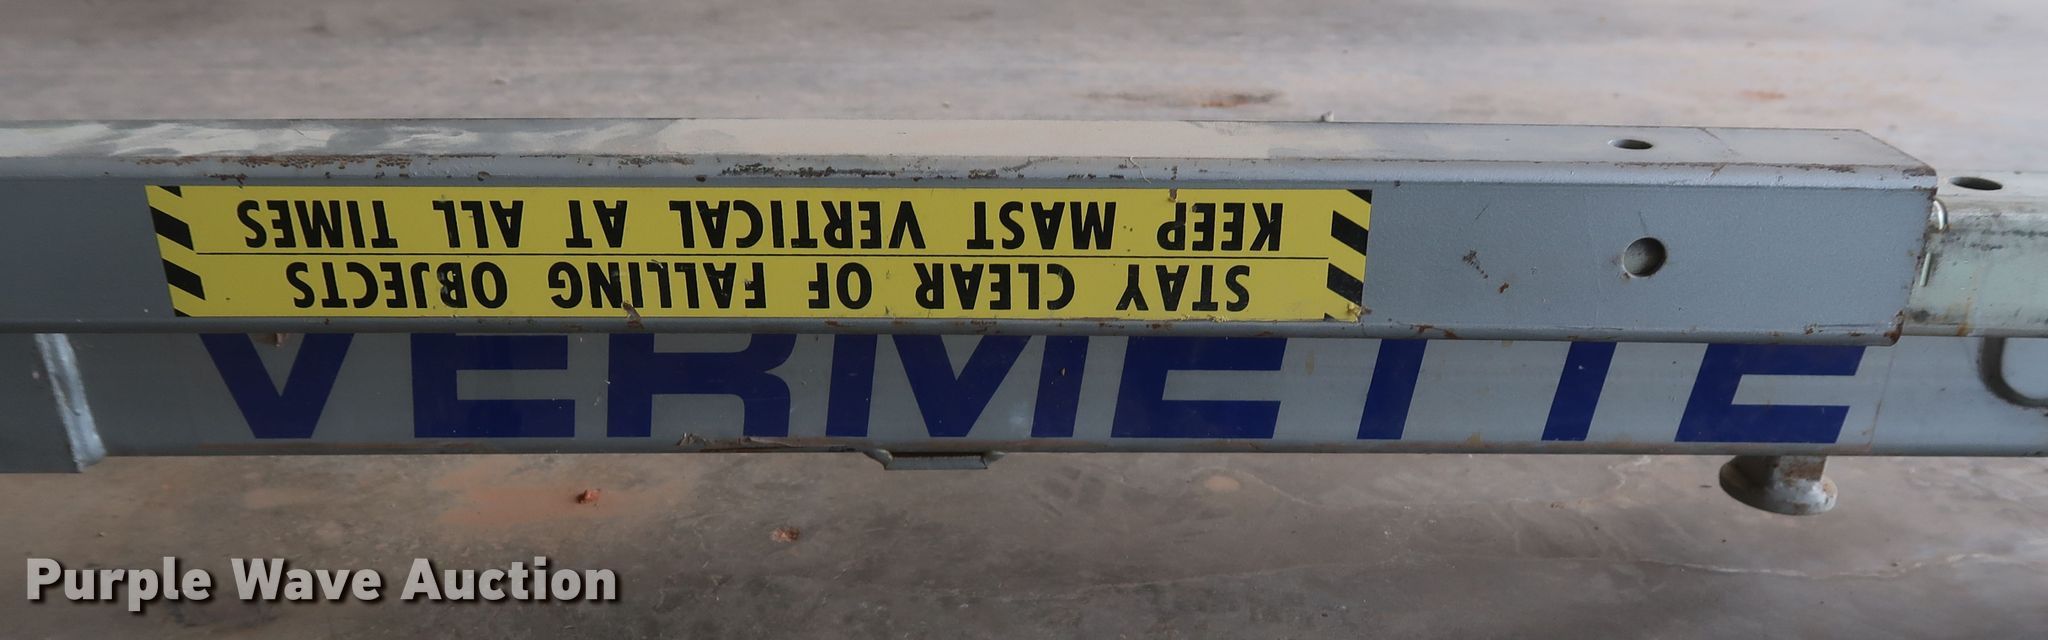 STAY CLEAR OF FALLING OBJECTS
KEEP MAST VERTICAL AT ALL TIMES
VERMETTE
Purple Wave Auction